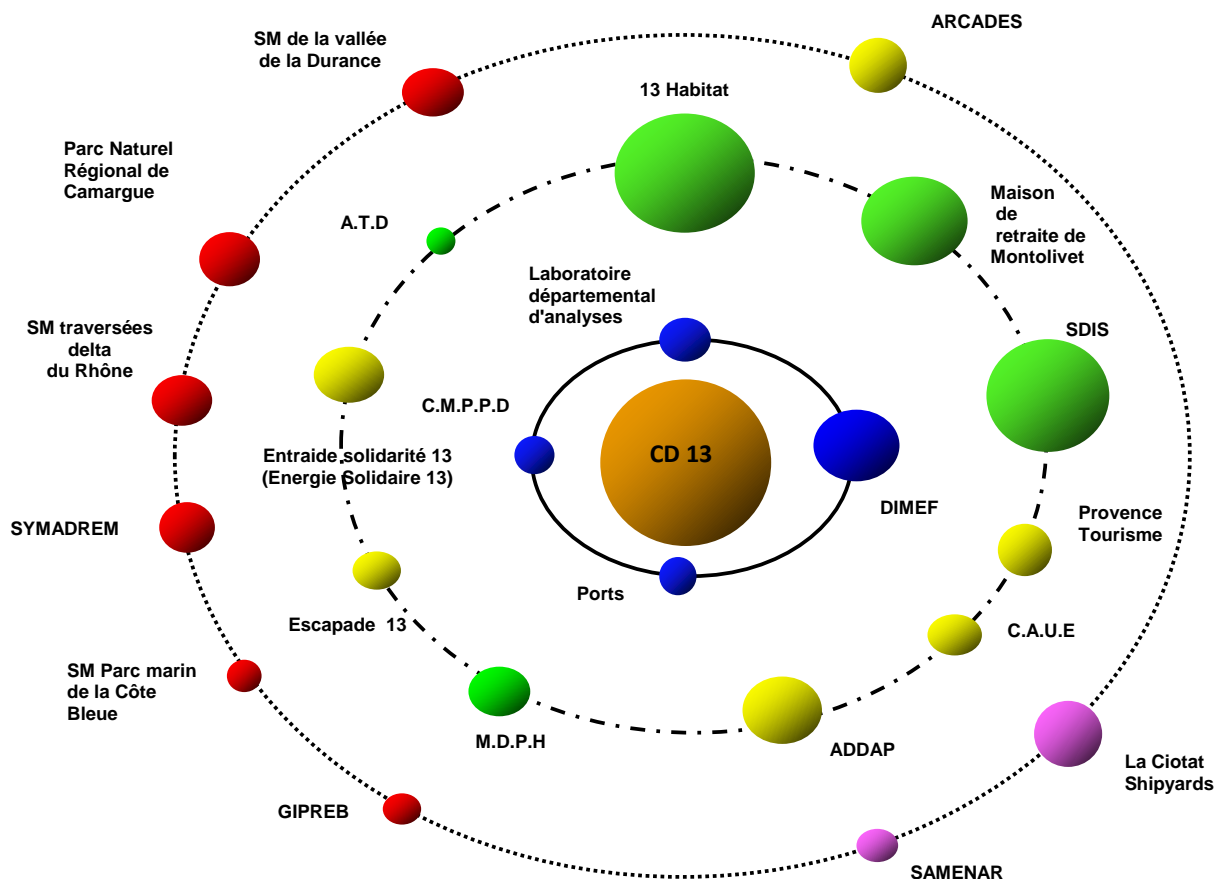 ARCADES
SM de la vallée
de la Durance
13 Habitat
Parc Naturel
Régional de
Camargue
Maison
de
retraite de
Montolivet
A.T.D
Laboratoire
départemental
d'analyses
SM traversées
delta
du Rhône
SDIS
C.M.P.P.D
CD 13
Entraide solidarité 13
(Energie Solidaire 13)
DIMEF
SYMADREM
Provence
Tourisme
Ports
Escapade 13
C.A.U.E
SM Parc marin
de la Côte
Bleue
M.D.P.H
ADDAP
La Ciotat
Shipyards
GIPREB
SAMENAR